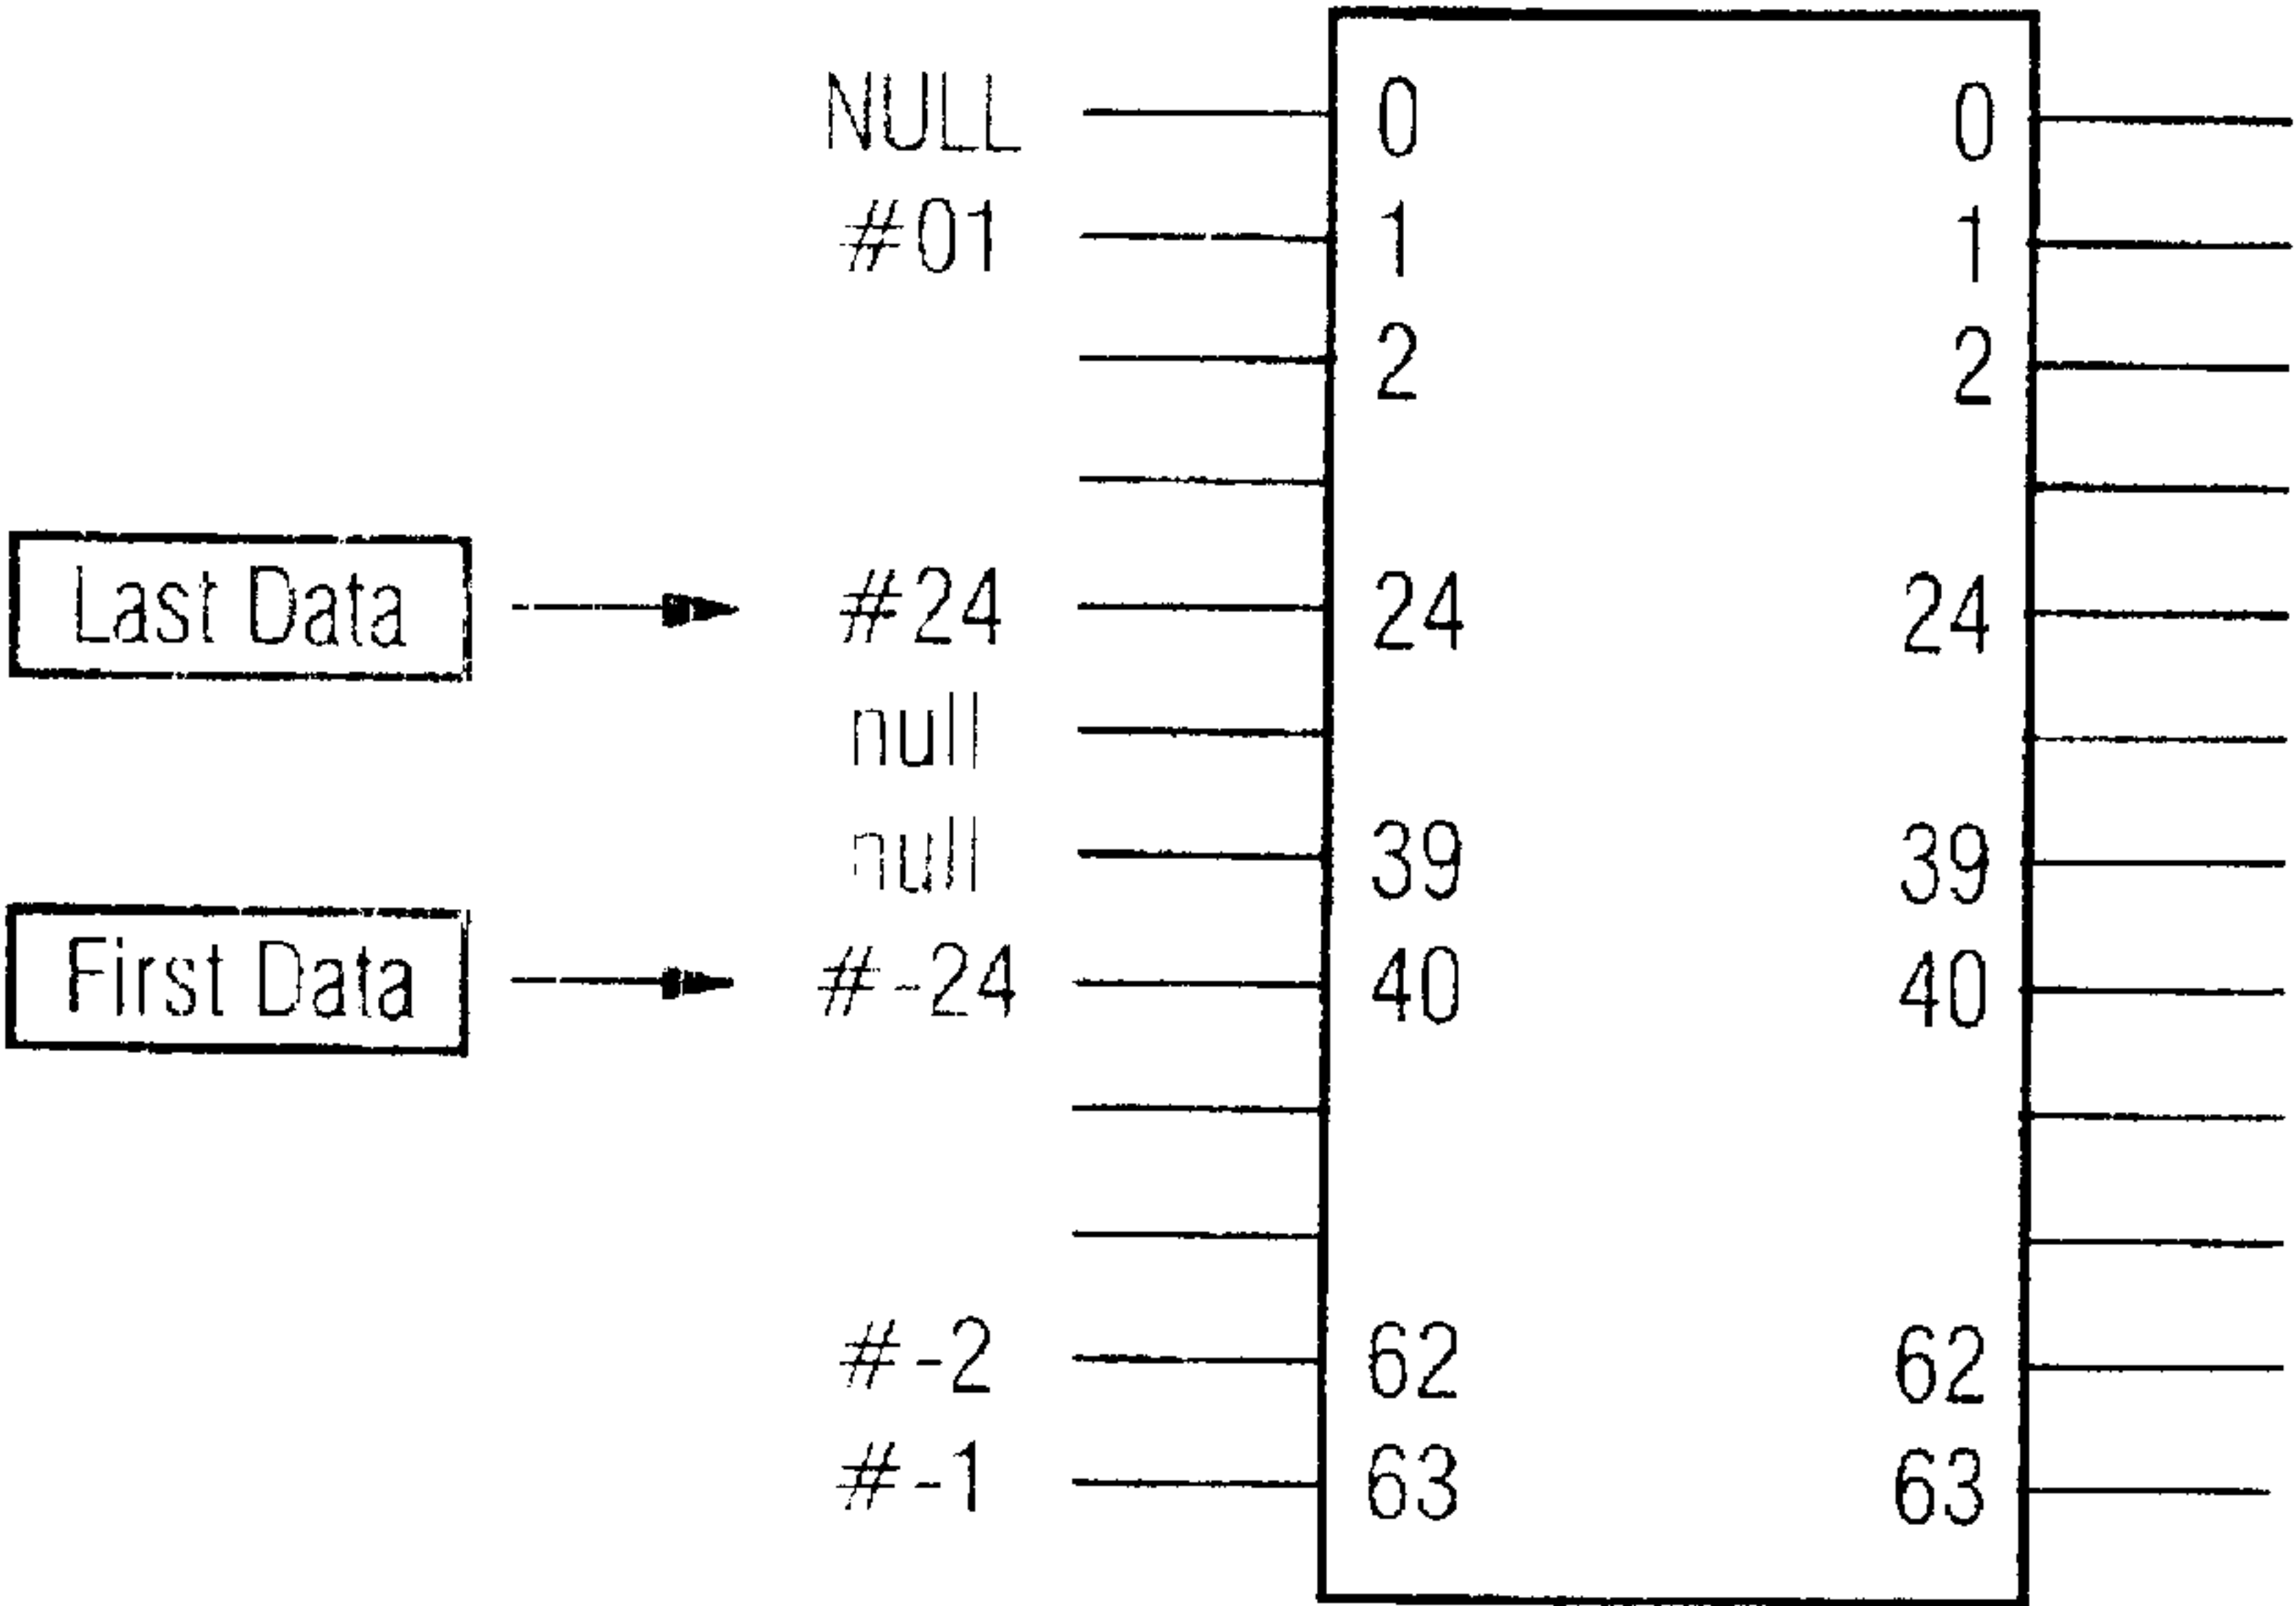 NULL 0 0
#01 1 1
2 2
Last Data #24 24 24
null
null 39 39
First Data #-24 40 40
#-2 62 62
#-1 63 63